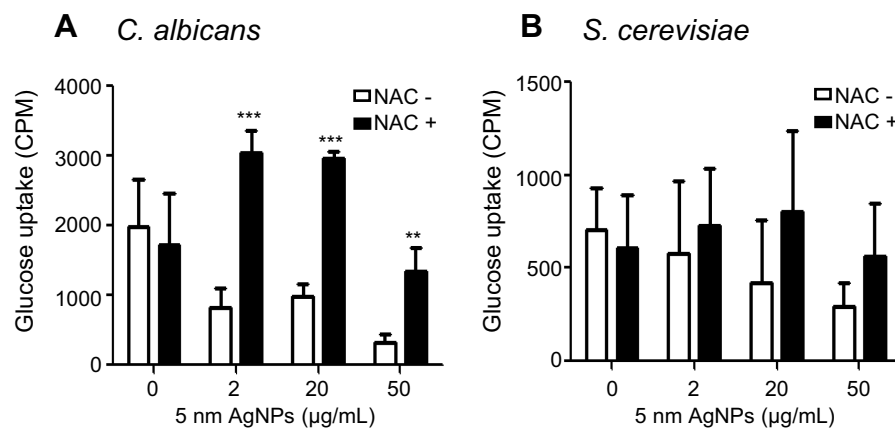 A C. albicans
Glucose uptake (CPM)
4000
3000
2000
1000
0
NAC -
NAC +
***
***
**
0 2 20 50
5 nm AgNPs (µg/mL)
B S. cerevisiae
Glucose uptake (CPM)
1500
1000
500
0
NAC -
NAC +
0 2 20 50
5 nm AgNPs (µg/mL)